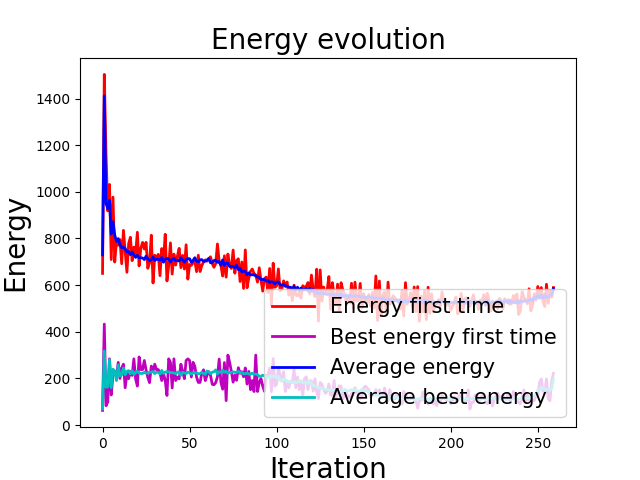 Energy evolution
Energy
1400
1200
1000
800
600
400
200
0
Energy first time
Best energy first time
Average energy
Average best energy
0 50 100 150 200 250
Iteration